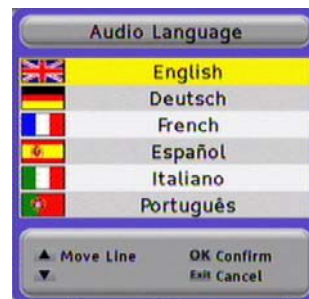 Audio Language
English
Deutsch
French
Español
Italiano
Português
▲ Move Line OK Confirm
▼ Exit Cancel